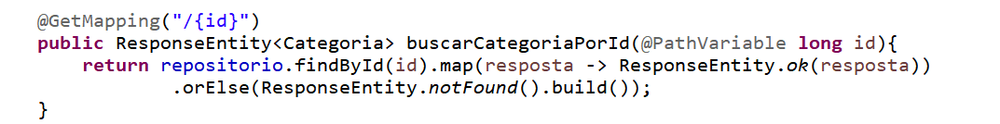 @GetMapping("/{id}")
public ResponseEntity<Categoria> buscarCategoriaPorId(@PathVariable long id){
return repositorio.findById(id).map(resposta -> ResponseEntity.ok(resposta))
.orElse(ResponseEntity.notFound().build());
}